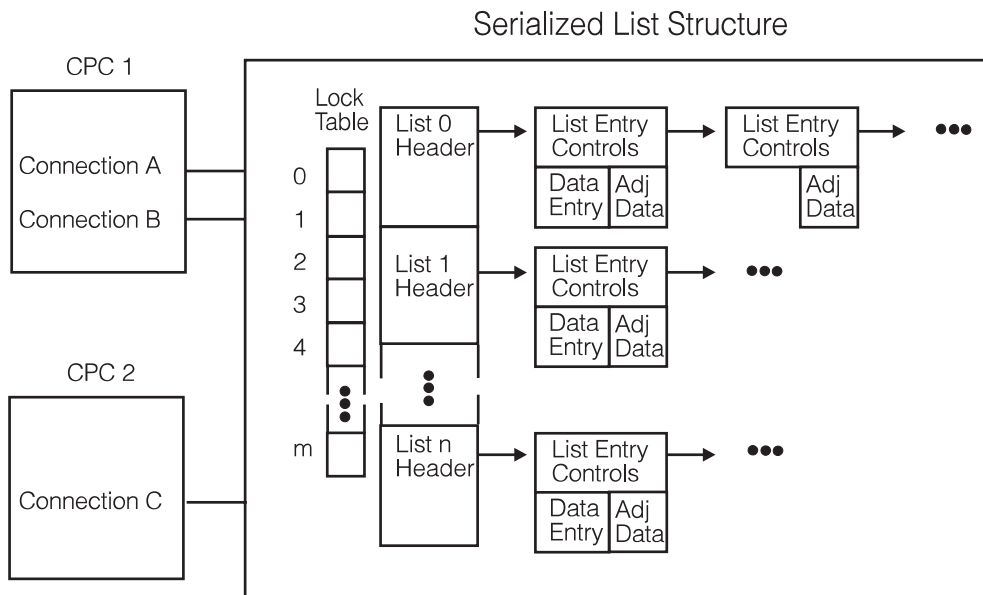 Serialized List Structure
CPC 1
Connection A
Connection B
CPC 2
Connection C
Lock
Table
0
1
2
3
4
m
List 0
Header
List Entry
Controls
Data
Entry
Adj
Data
List Entry
Controls
Adj
Data
List 1
Header
List Entry
Controls
Data
Entry
Adj
Data
List n
Header
List Entry
Controls
Data
Entry
Adj
Data